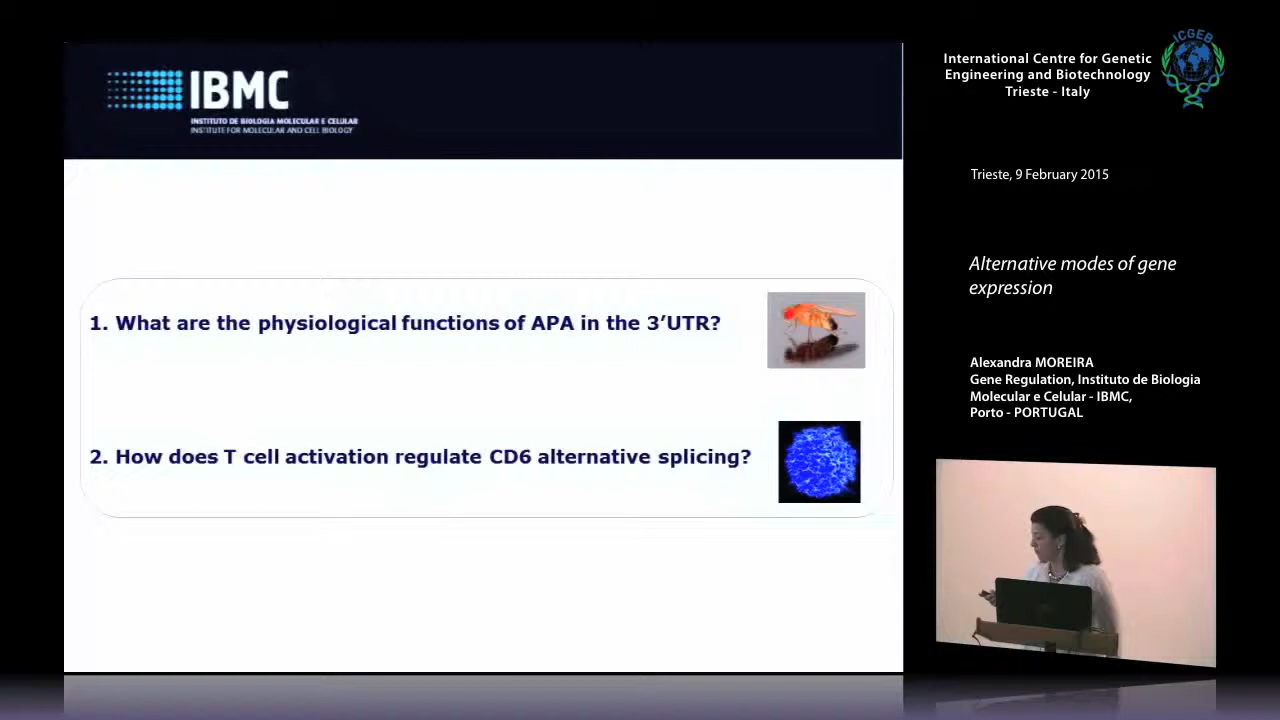 IBMC
INSTITUTO DE BIOLOGIA MOLECULAR E CELULAR
INSTITUTE FOR MOLECULAR AND CELL BIOLOGY
1. What are the physiological functions of APA in the 3’UTR?
2. How does T cell activation regulate CD6 alternative splicing?
International Centre for Genetic
Engineering and Biotechnology
Trieste - Italy
ICGEB
Trieste, 9 February 2015
Alternative modes of gene
expression
Alexandra MOREIRA
Gene Regulation, Instituto de Biologia
Molecular e Celular - IBMC,
Porto - PORTUGAL